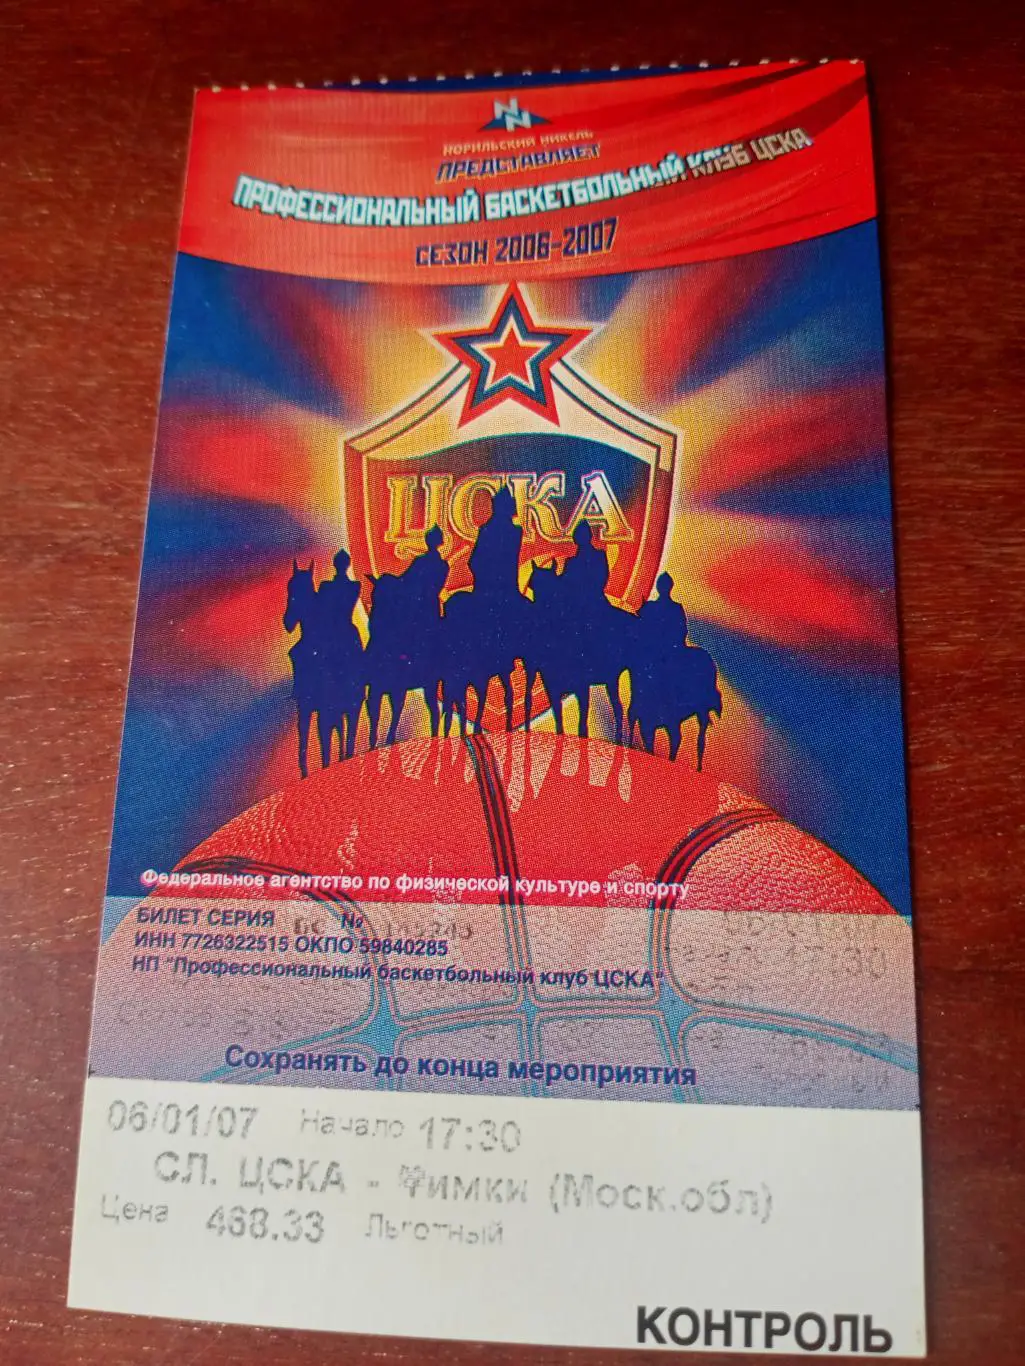 НОРИЛЬСКИЙ НИКЕЛЬ
ПРЕДСТАВЛЯЕТ
ПРОФЕССИОНАЛЬНЫЙ БАСКЕТБОЛЬНЫЙ КЛУБ ЦСКА
СЕЗОН 2006-2007
ЦСКА
Федеральное агентство по физической культуре и спорту
БИЛЕТ СЕРИЯ №
ИНН 7726322515 ОКПО 59840285
НП "Профессиональный баскетбольный клуб ЦСКА"
Сохранять до конца мероприятия
06/01/07 Начало 17:30
СЛ. ЦСКА - Химки (Моск.обл)
Цена 468.33 Льготный
КОНТРОЛЬ